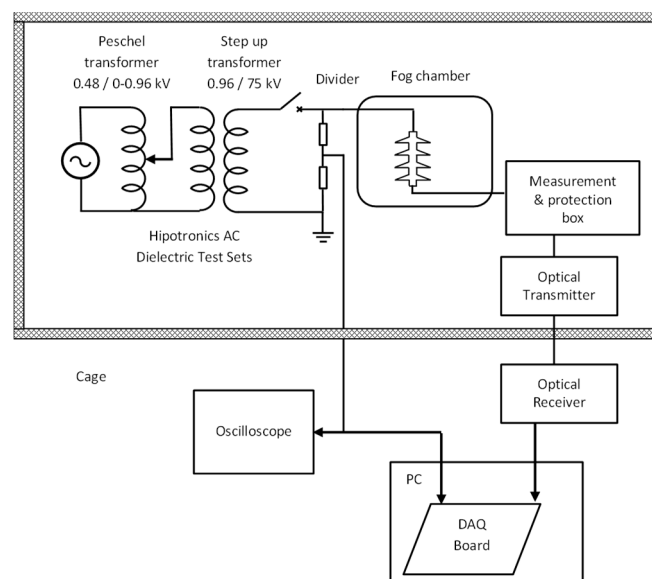 Peschel
transformer
0.48 / 0-0.96 kV
Step up
transformer
0.96 / 75 kV
Divider
Fog chamber
Measurement
& protection
box
Hipotronics AC
Dielectric Test Sets
Optical
Transmitter
Cage
Optical
Receiver
Oscilloscope
PC
DAQ
Board